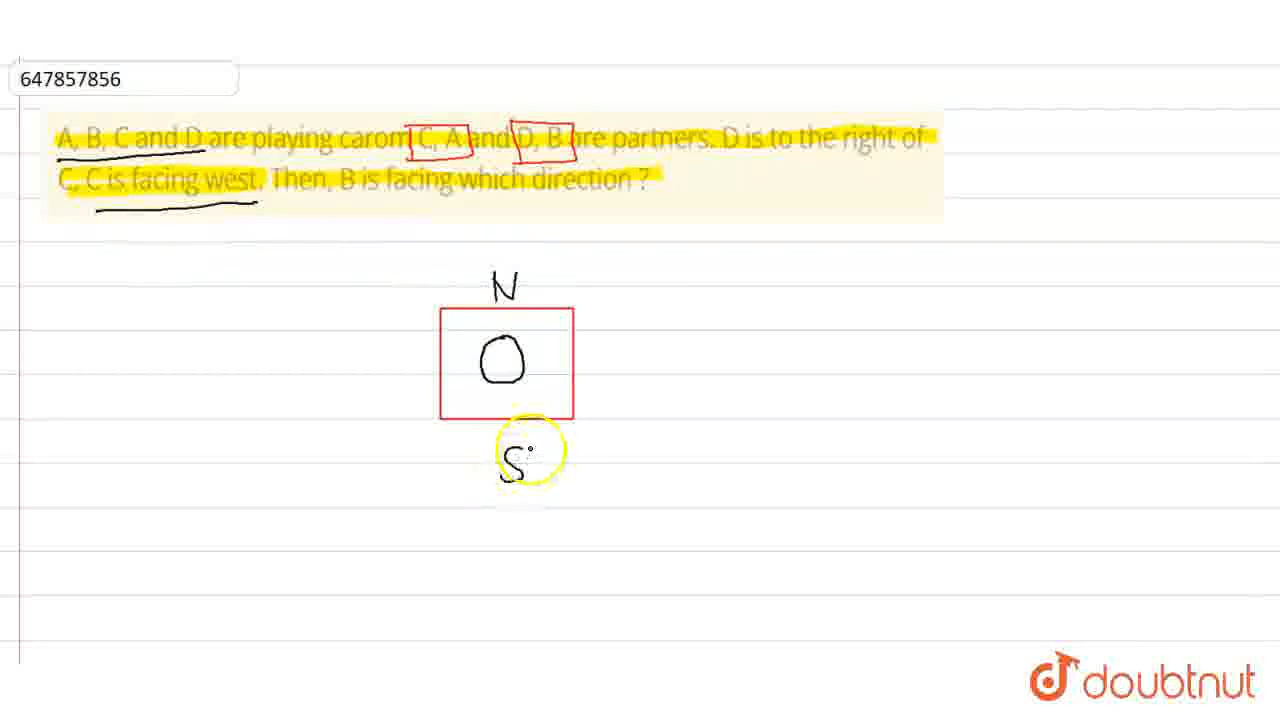 647857856
A, B, C and D are playing carom C, A and D, B are partners. D is to the right of
C, C is facing west. Then, B is facing which direction ?
N
S
doubtnut